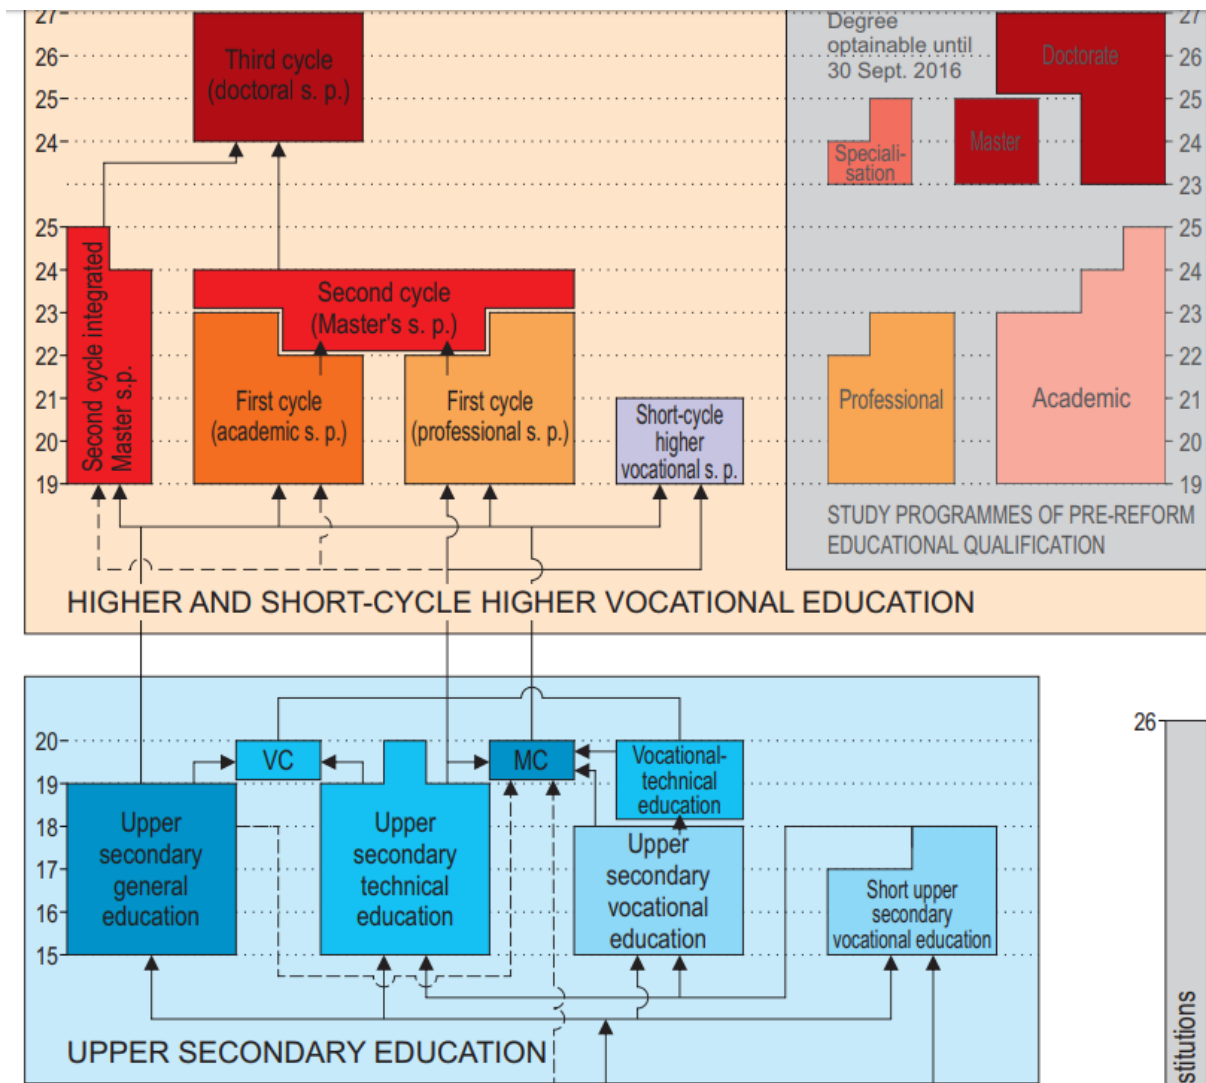 27
26
25
24
Third cycle
(doctoral s. p.)
Degree
optainable until
30 Sept. 2016
Doctorate
Speciali-
sation
Master
27
26
25
24
23
25
24
23
22
21
20
19
Second cycle integrated
Master s.p.
Second cycle
(Master's s. p.)
First cycle
(academic s. p.)
First cycle
(professional s. p.)
Short-cycle
higher
vocational s. p.
Professional
Academic
25
24
23
22
21
20
19
STUDY PROGRAMMES OF PRE-REFORM
EDUCATIONAL QUALIFICATION
HIGHER AND SHORT-CYCLE HIGHER VOCATIONAL EDUCATION
20
19
18
17
16
15
VC
MC
Vocational-
technical
education
Upper
secondary
general
education
Upper
secondary
technical
education
Upper
secondary
vocational
education
Short upper
secondary
vocational education
UPPER SECONDARY EDUCATION
26
stitutions